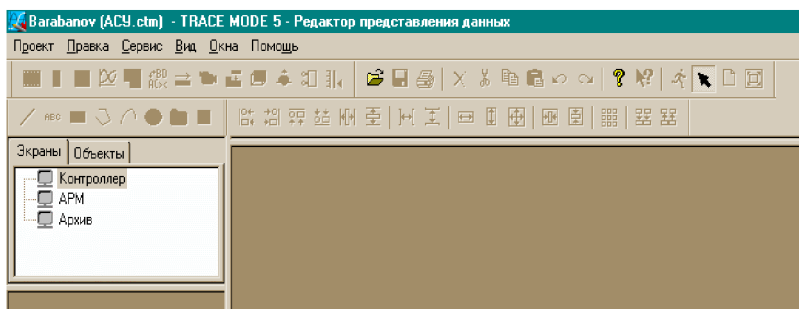 Barabanov (АСУ.ctm) - TRACE MODE 5 - Редактор представления данных
Проект Правка Сервис Вид Окна Помощь
ABC
Экраны Объекты
Контроллер
АРМ
Архив